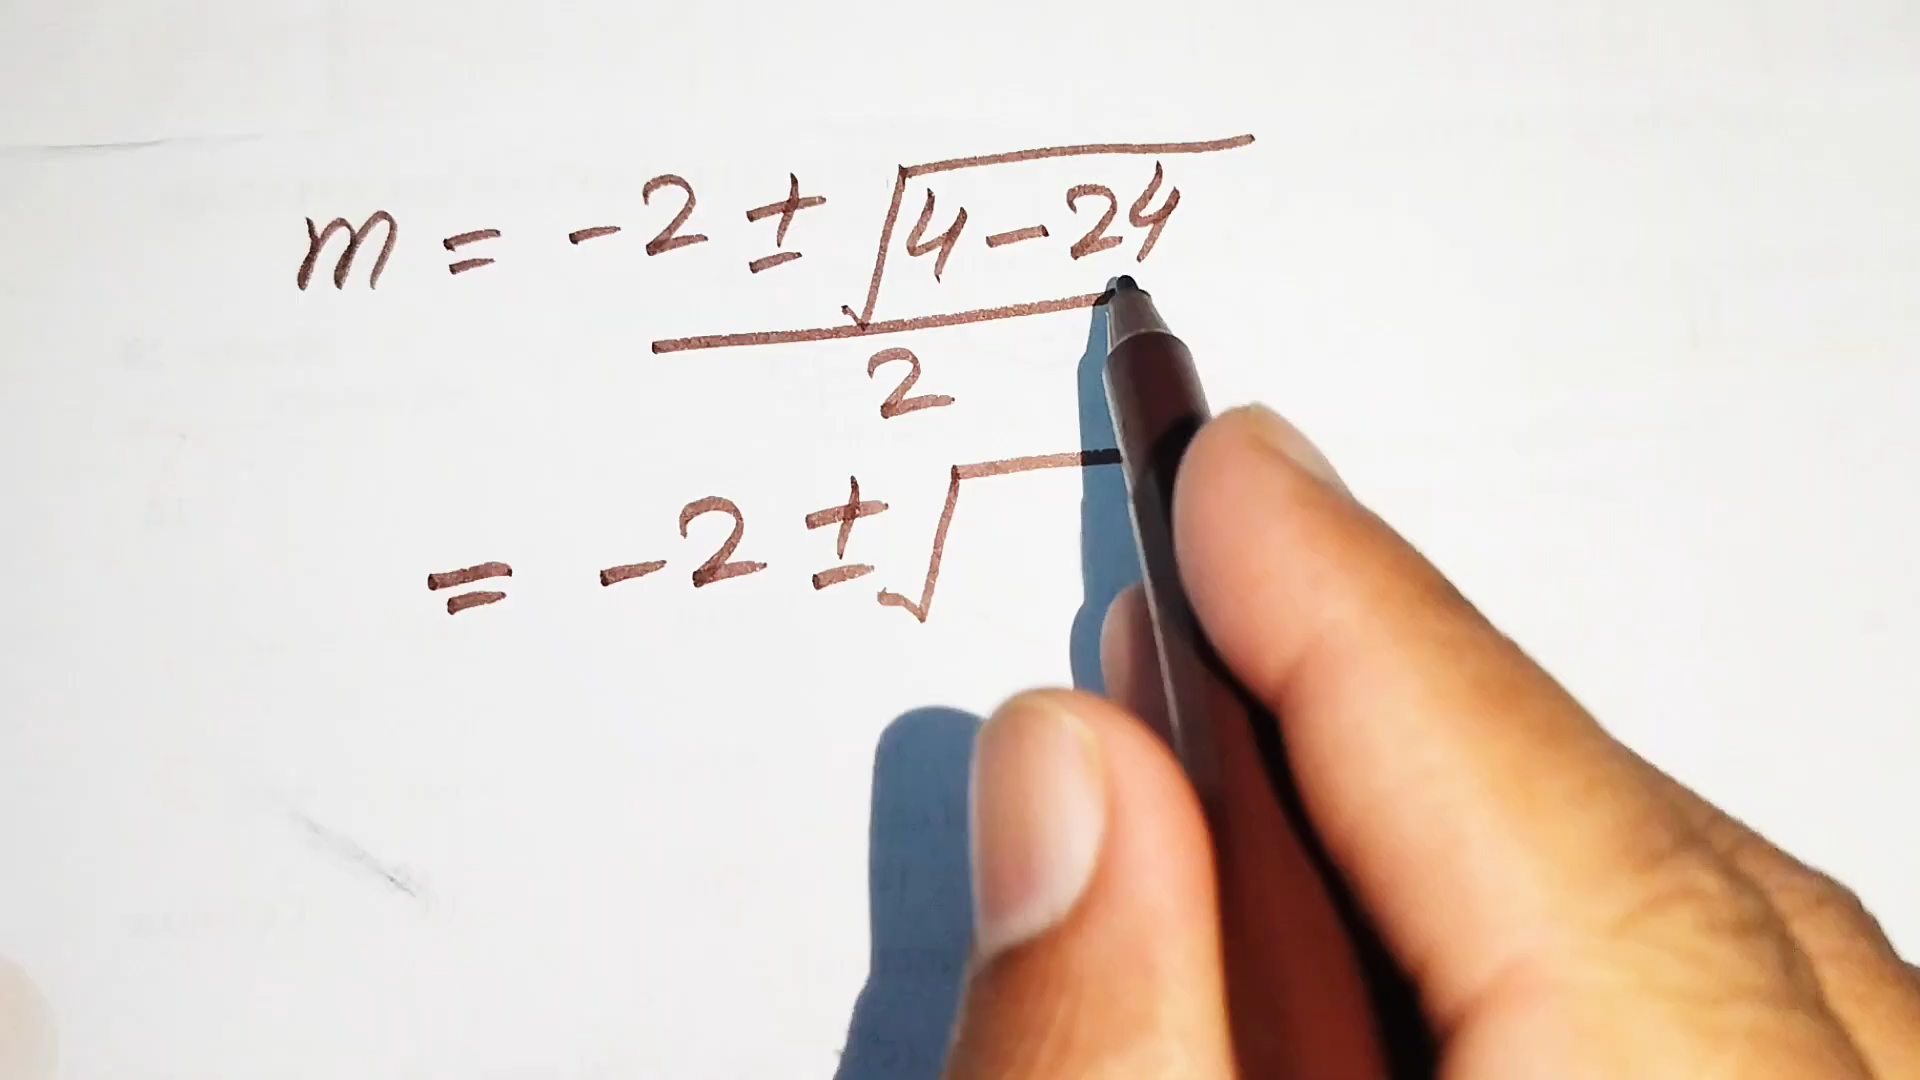 m = -2 ± √4-24
2
= -2 ± √